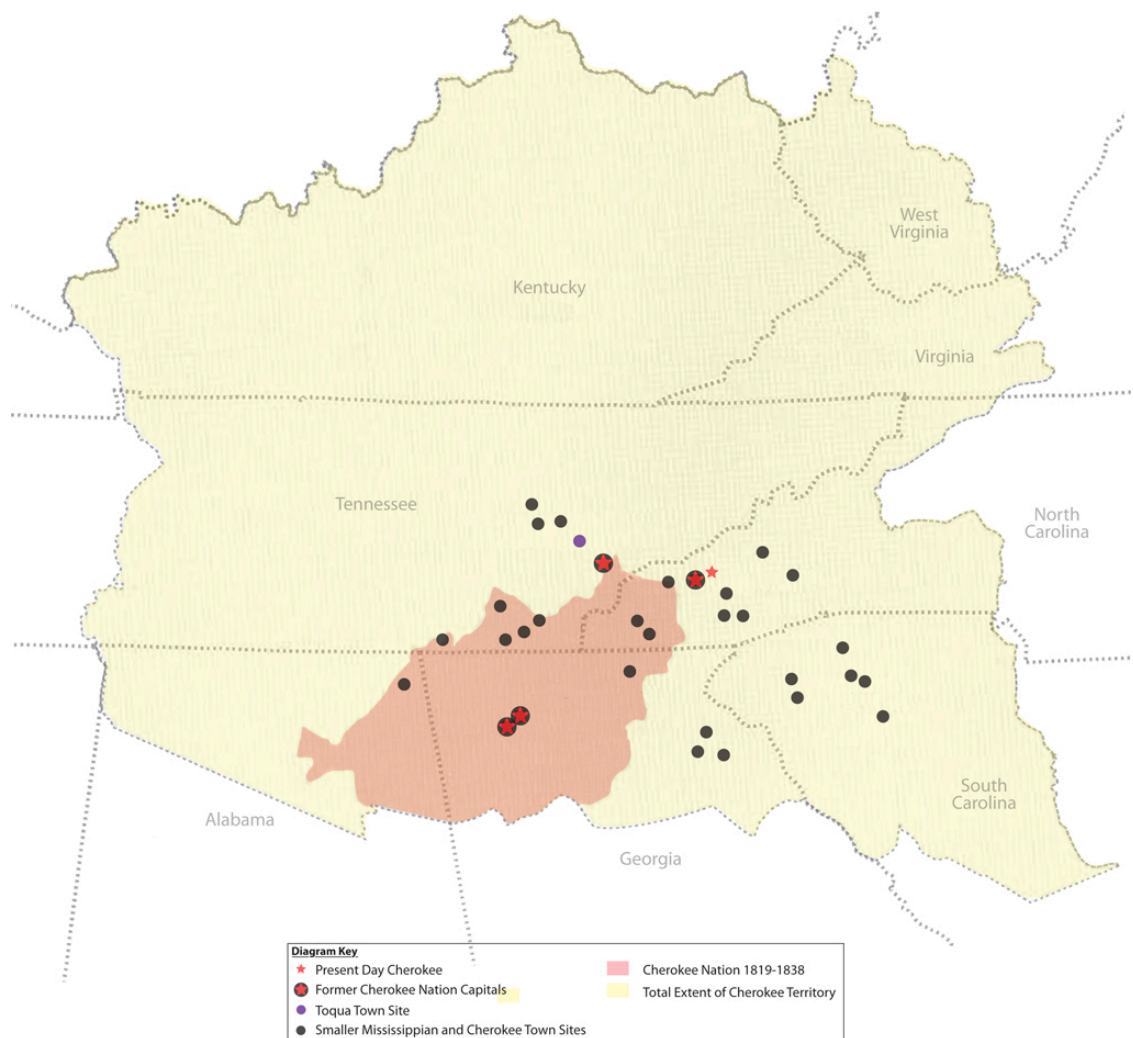 West
Virginia
Kentucky
Virginia
Tennessee
North
Carolina
South
Carolina
Alabama
Georgia
Diagram Key
Present Day Cherokee
Former Cherokee Nation Capitals
Toqua Town Site
Smaller Mississippian and Cherokee Town Sites
Cherokee Nation 1819-1838
Total Extent of Cherokee Territory